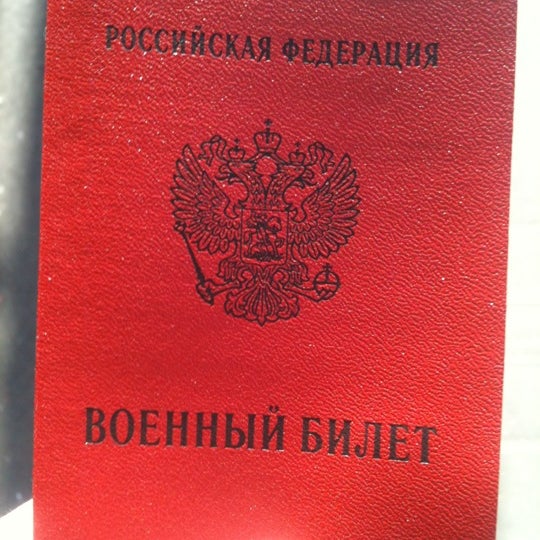 РОССИЙСКАЯ ФЕДЕРАЦИЯ
ВОЕННЫЙ БИЛЕТ